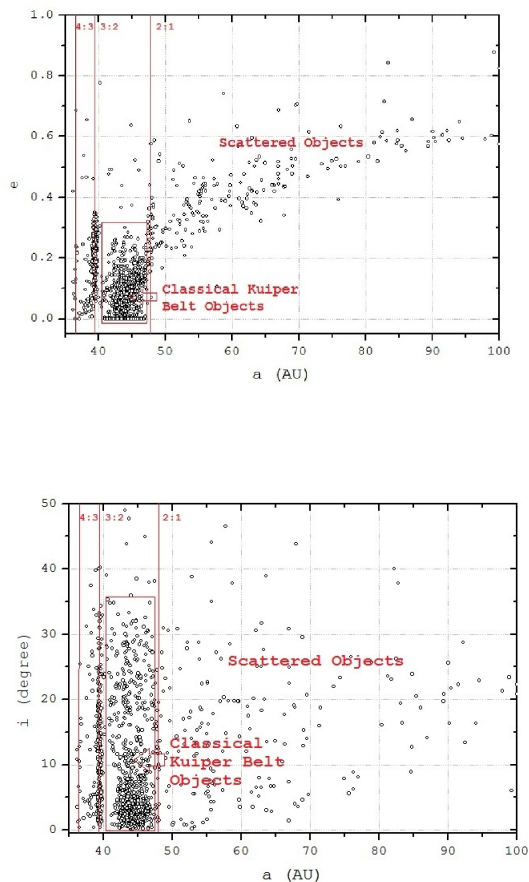 1.0
4:3 3:2 2:1
0.8
0.6
Scattered Objects
e
0.4
0.2
Classical Kuiper
Belt Objects
0.0
40 50 60 70 80 90 100
a (AU)
50
4:3 3:2 2:1
40
30
Scattered Objects
i (degree)
20
Classical
Kuiper Belt
Objects
10
0
40 50 60 70 80 90 100
a (AU)